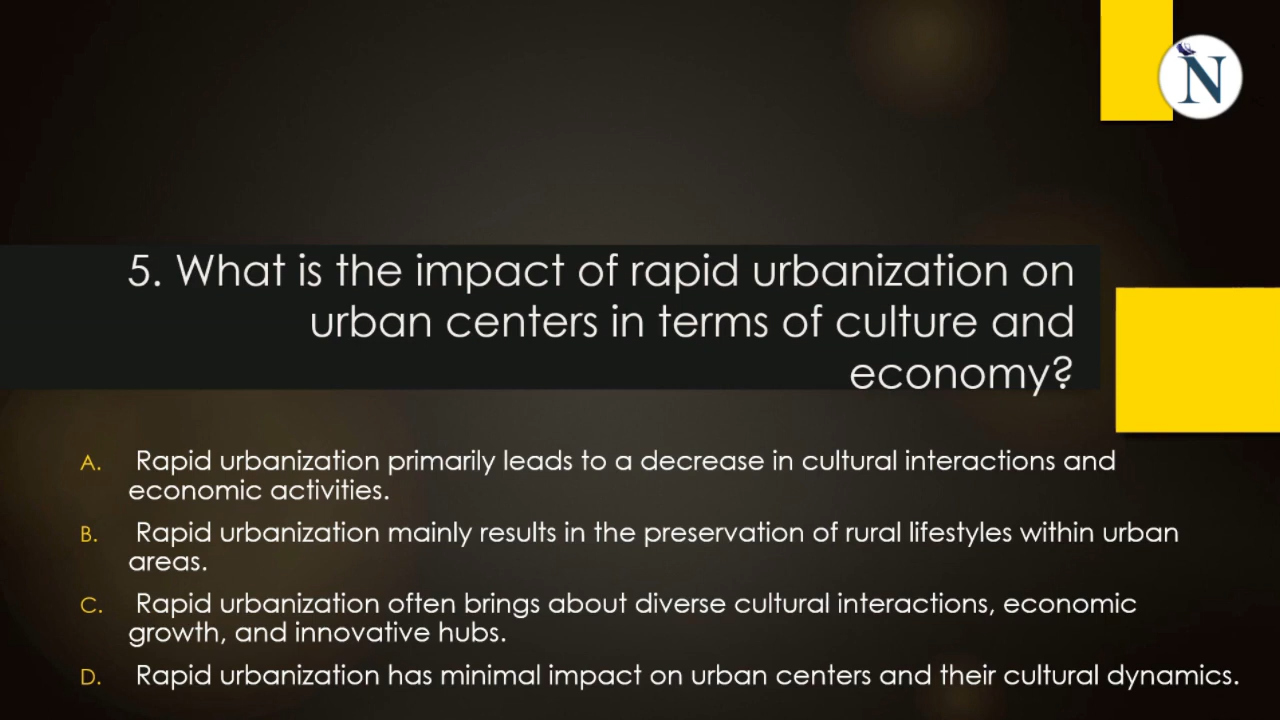 N
5. What is the impact of rapid urbanization on
urban centers in terms of culture and
economy?
A. Rapid urbanization primarily leads to a decrease in cultural interactions and
economic activities.
B. Rapid urbanization mainly results in the preservation of rural lifestyles within urban
areas.
C. Rapid urbanization often brings about diverse cultural interactions, economic
growth, and innovative hubs.
D. Rapid urbanization has minimal impact on urban centers and their cultural dynamics.